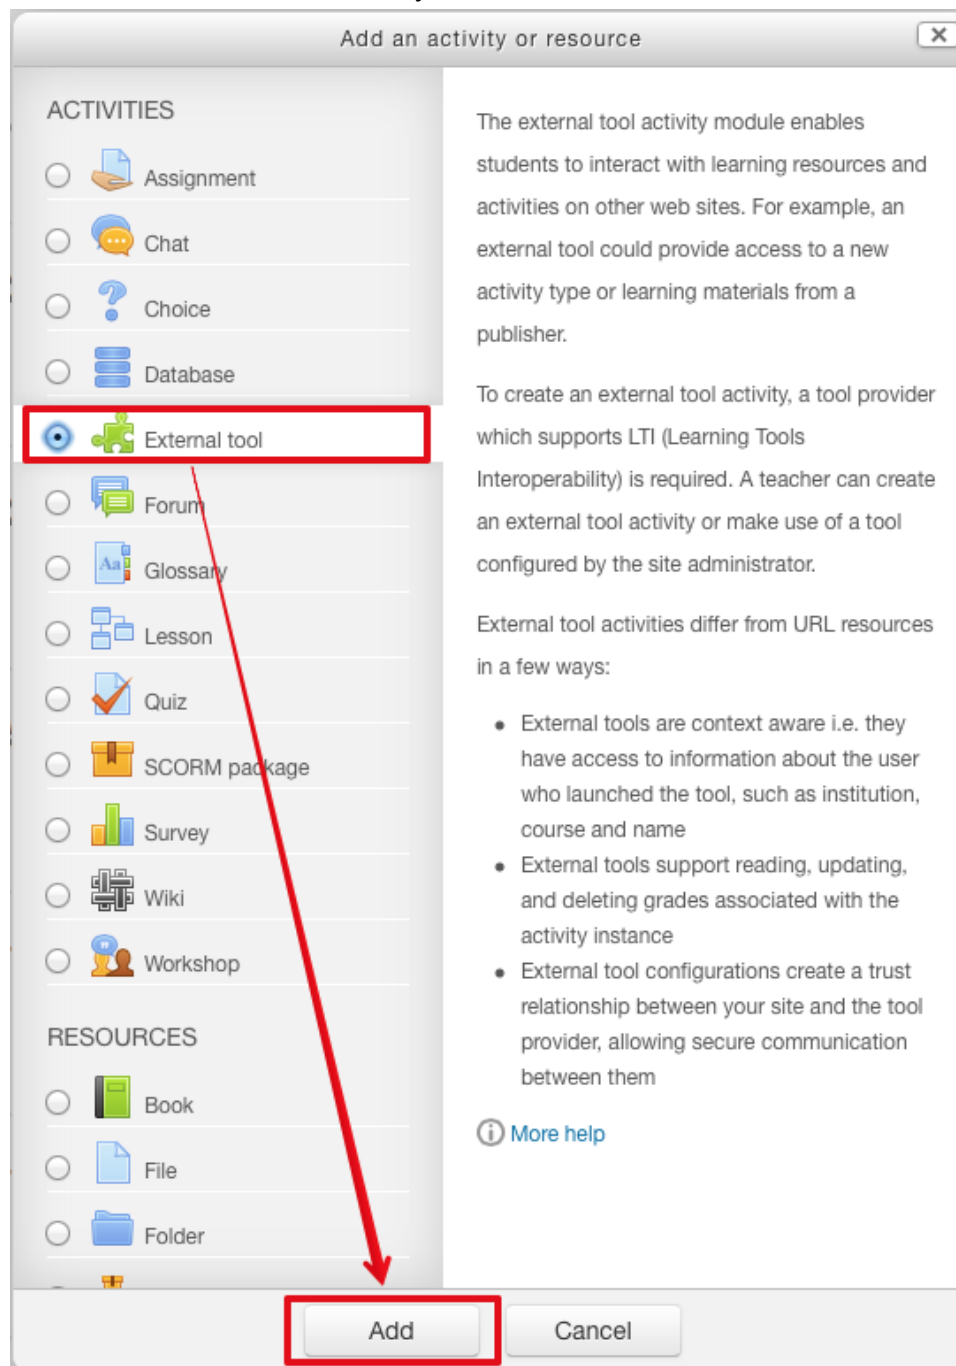 Add an activity or resource
ACTIVITIES
Assignment
Chat
Choice
Database
External tool
Forum
Glossary
Lesson
Quiz
SCORM package
Survey
Wiki
Workshop
RESOURCES
Book
File
Folder
The external tool activity module enables
students to interact with learning resources and
activities on other web sites. For example, an
external tool could provide access to a new
activity type or learning materials from a
publisher.
To create an external tool activity, a tool provider
which supports LTI (Learning Tools
Interoperability) is required. A teacher can create
an external tool activity or make use of a tool
configured by the site administrator.
External tool activities differ from URL resources
in a few ways:
External tools are context aware i.e. they
have access to information about the user
who launched the tool, such as institution,
course and name
External tools support reading, updating,
and deleting grades associated with the
activity instance
External tool configurations create a trust
relationship between your site and the tool
provider, allowing secure communication
between them
More help
Add
Cancel